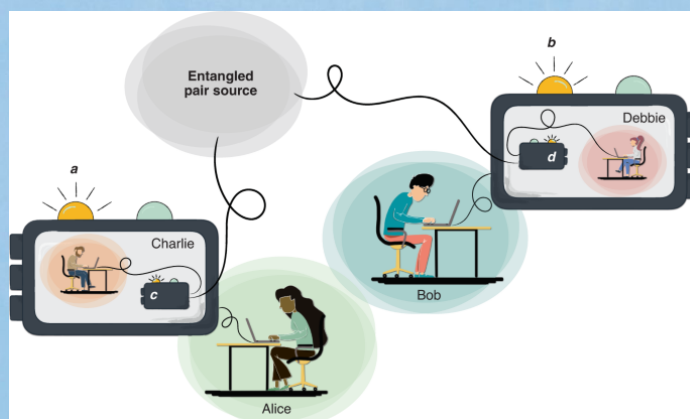 Entangled
pair source
b
Debbie
d
a
Charlie
c
Bob
Alice